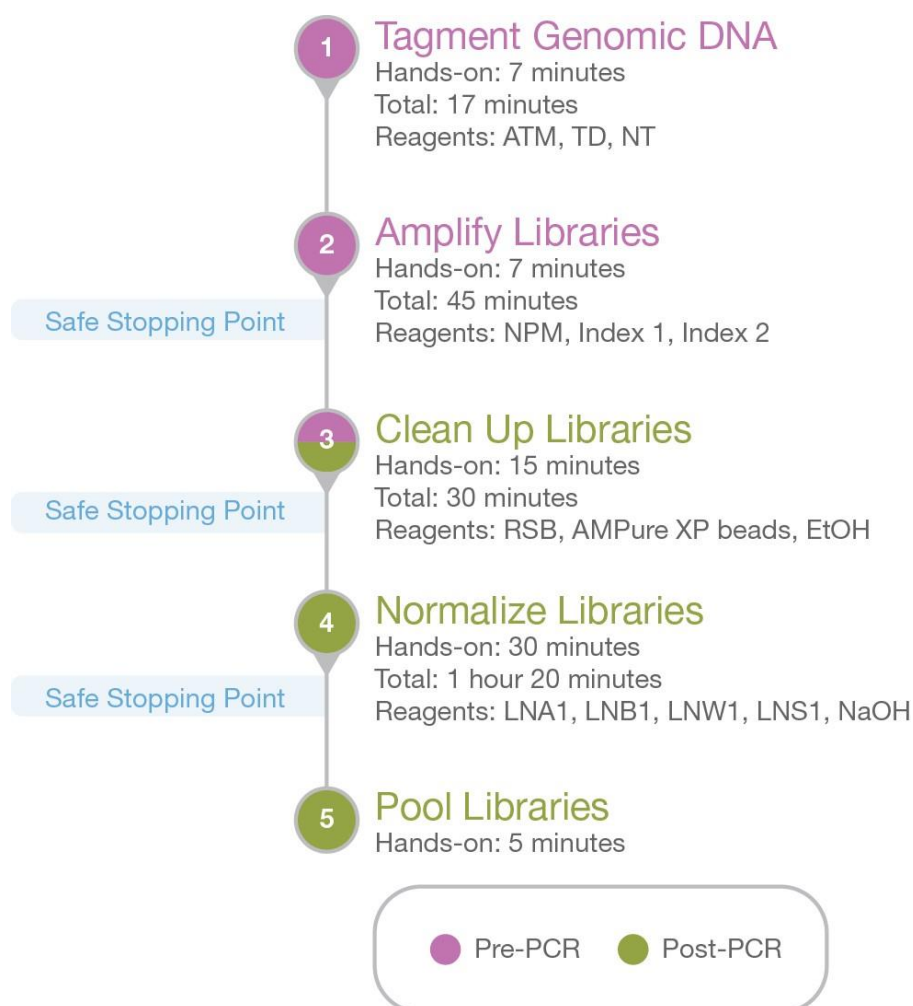 1
Tagment Genomic DNA
Hands-on: 7 minutes
Total: 17 minutes
Reagents: ATM, TD, NT
2
Amplify Libraries
Hands-on: 7 minutes
Total: 45 minutes
Reagents: NPM, Index 1, Index 2
Safe Stopping Point
3
Clean Up Libraries
Hands-on: 15 minutes
Total: 30 minutes
Reagents: RSB, AMPure XP beads, EtOH
Safe Stopping Point
4
Normalize Libraries
Hands-on: 30 minutes
Total: 1 hour 20 minutes
Reagents: LNA1, LNB1, LNW1, LNS1, NaOH
Safe Stopping Point
5
Pool Libraries
Hands-on: 5 minutes
Pre-PCR
Post-PCR